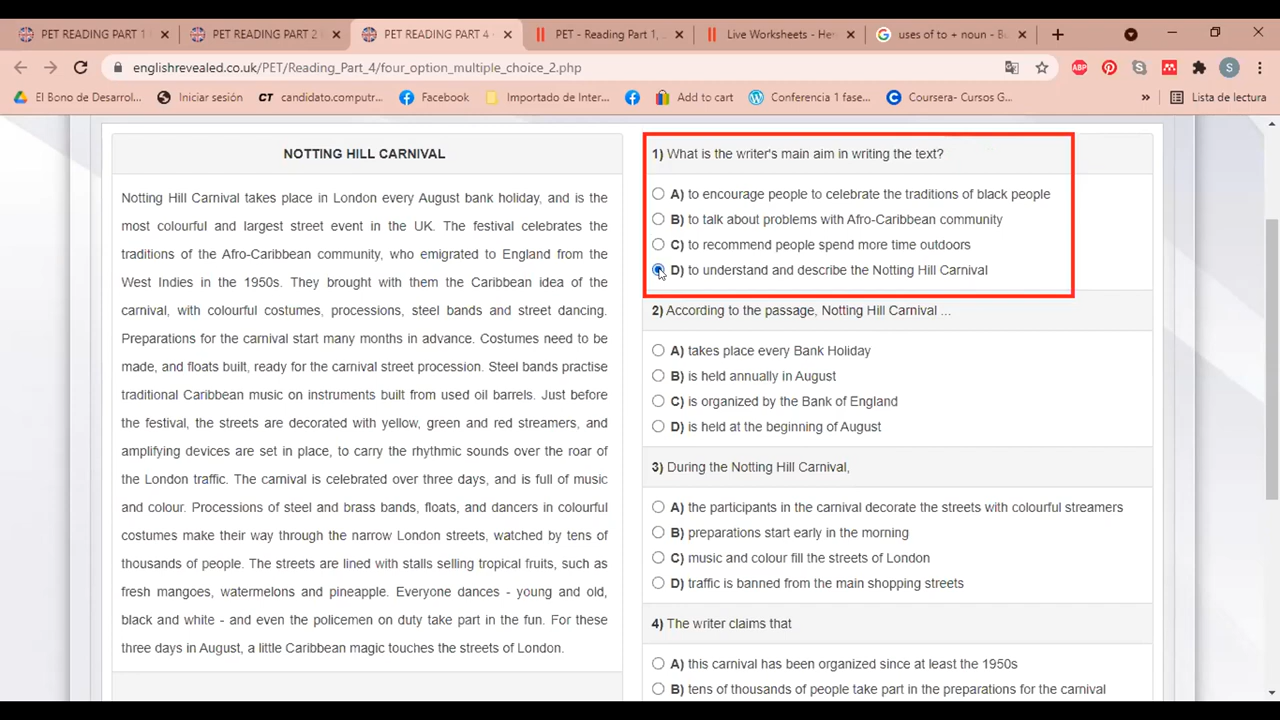 PET READING PART 1
PET READING PART 2
PET READING PART 4
PET - Reading Part 1,
Live Worksheets - Her
uses of to + noun - Bu
englishrevealed.co.uk/PET/Reading_Part_4/four_option_multiple_choice_2.php
ABP
S
El Bono de Desarrol...
Iniciar sesión
CT candidato.computr...
Facebook
Importado de Inter...
Add to cart
Conferencia 1 fase...
Coursera- Cursos G...
»
Lista de lectura
NOTTING HILL CARNIVAL
Notting Hill Carnival takes place in London every August bank holiday, and is the
most colourful and largest street event in the UK. The festival celebrates the
traditions of the Afro-Caribbean community, who emigrated to England from the
West Indies in the 1950s. They brought with them the Caribbean idea of the
carnival, with colourful costumes, processions, steel bands and street dancing.
Preparations for the carnival start many months in advance. Costumes need to be
made, and floats built, ready for the carnival street procession. Steel bands practise
traditional Caribbean music on instruments built from used oil barrels. Just before
the festival, the streets are decorated with yellow, green and red streamers, and
amplifying devices are set in place, to carry the rhythmic sounds over the roar of
the London traffic. The carnival is celebrated over three days, and is full of music
and colour. Processions of steel and brass bands, floats, and dancers in colourful
costumes make their way through the narrow London streets, watched by tens of
thousands of people. The streets are lined with stalls selling tropical fruits, such as
fresh mangoes, watermelons and pineapple. Everyone dances - young and old,
black and white - and even the policemen on duty take part in the fun. For these
three days in August, a little Caribbean magic touches the streets of London.
1) What is the writer's main aim in writing the text?
A) to encourage people to celebrate the traditions of black people
B) to talk about problems with Afro-Caribbean community
C) to recommend people spend more time outdoors
D) to understand and describe the Notting Hill Carnival
2) According to the passage, Notting Hill Carnival ...
A) takes place every Bank Holiday
B) is held annually in August
C) is organized by the Bank of England
D) is held at the beginning of August
3) During the Notting Hill Carnival,
A) the participants in the carnival decorate the streets with colourful streamers
B) preparations start early in the morning
C) music and colour fill the streets of London
D) traffic is banned from the main shopping streets
4) The writer claims that
A) this carnival has been organized since at least the 1950s
B) tens of thousands of people take part in the preparations for the carnival